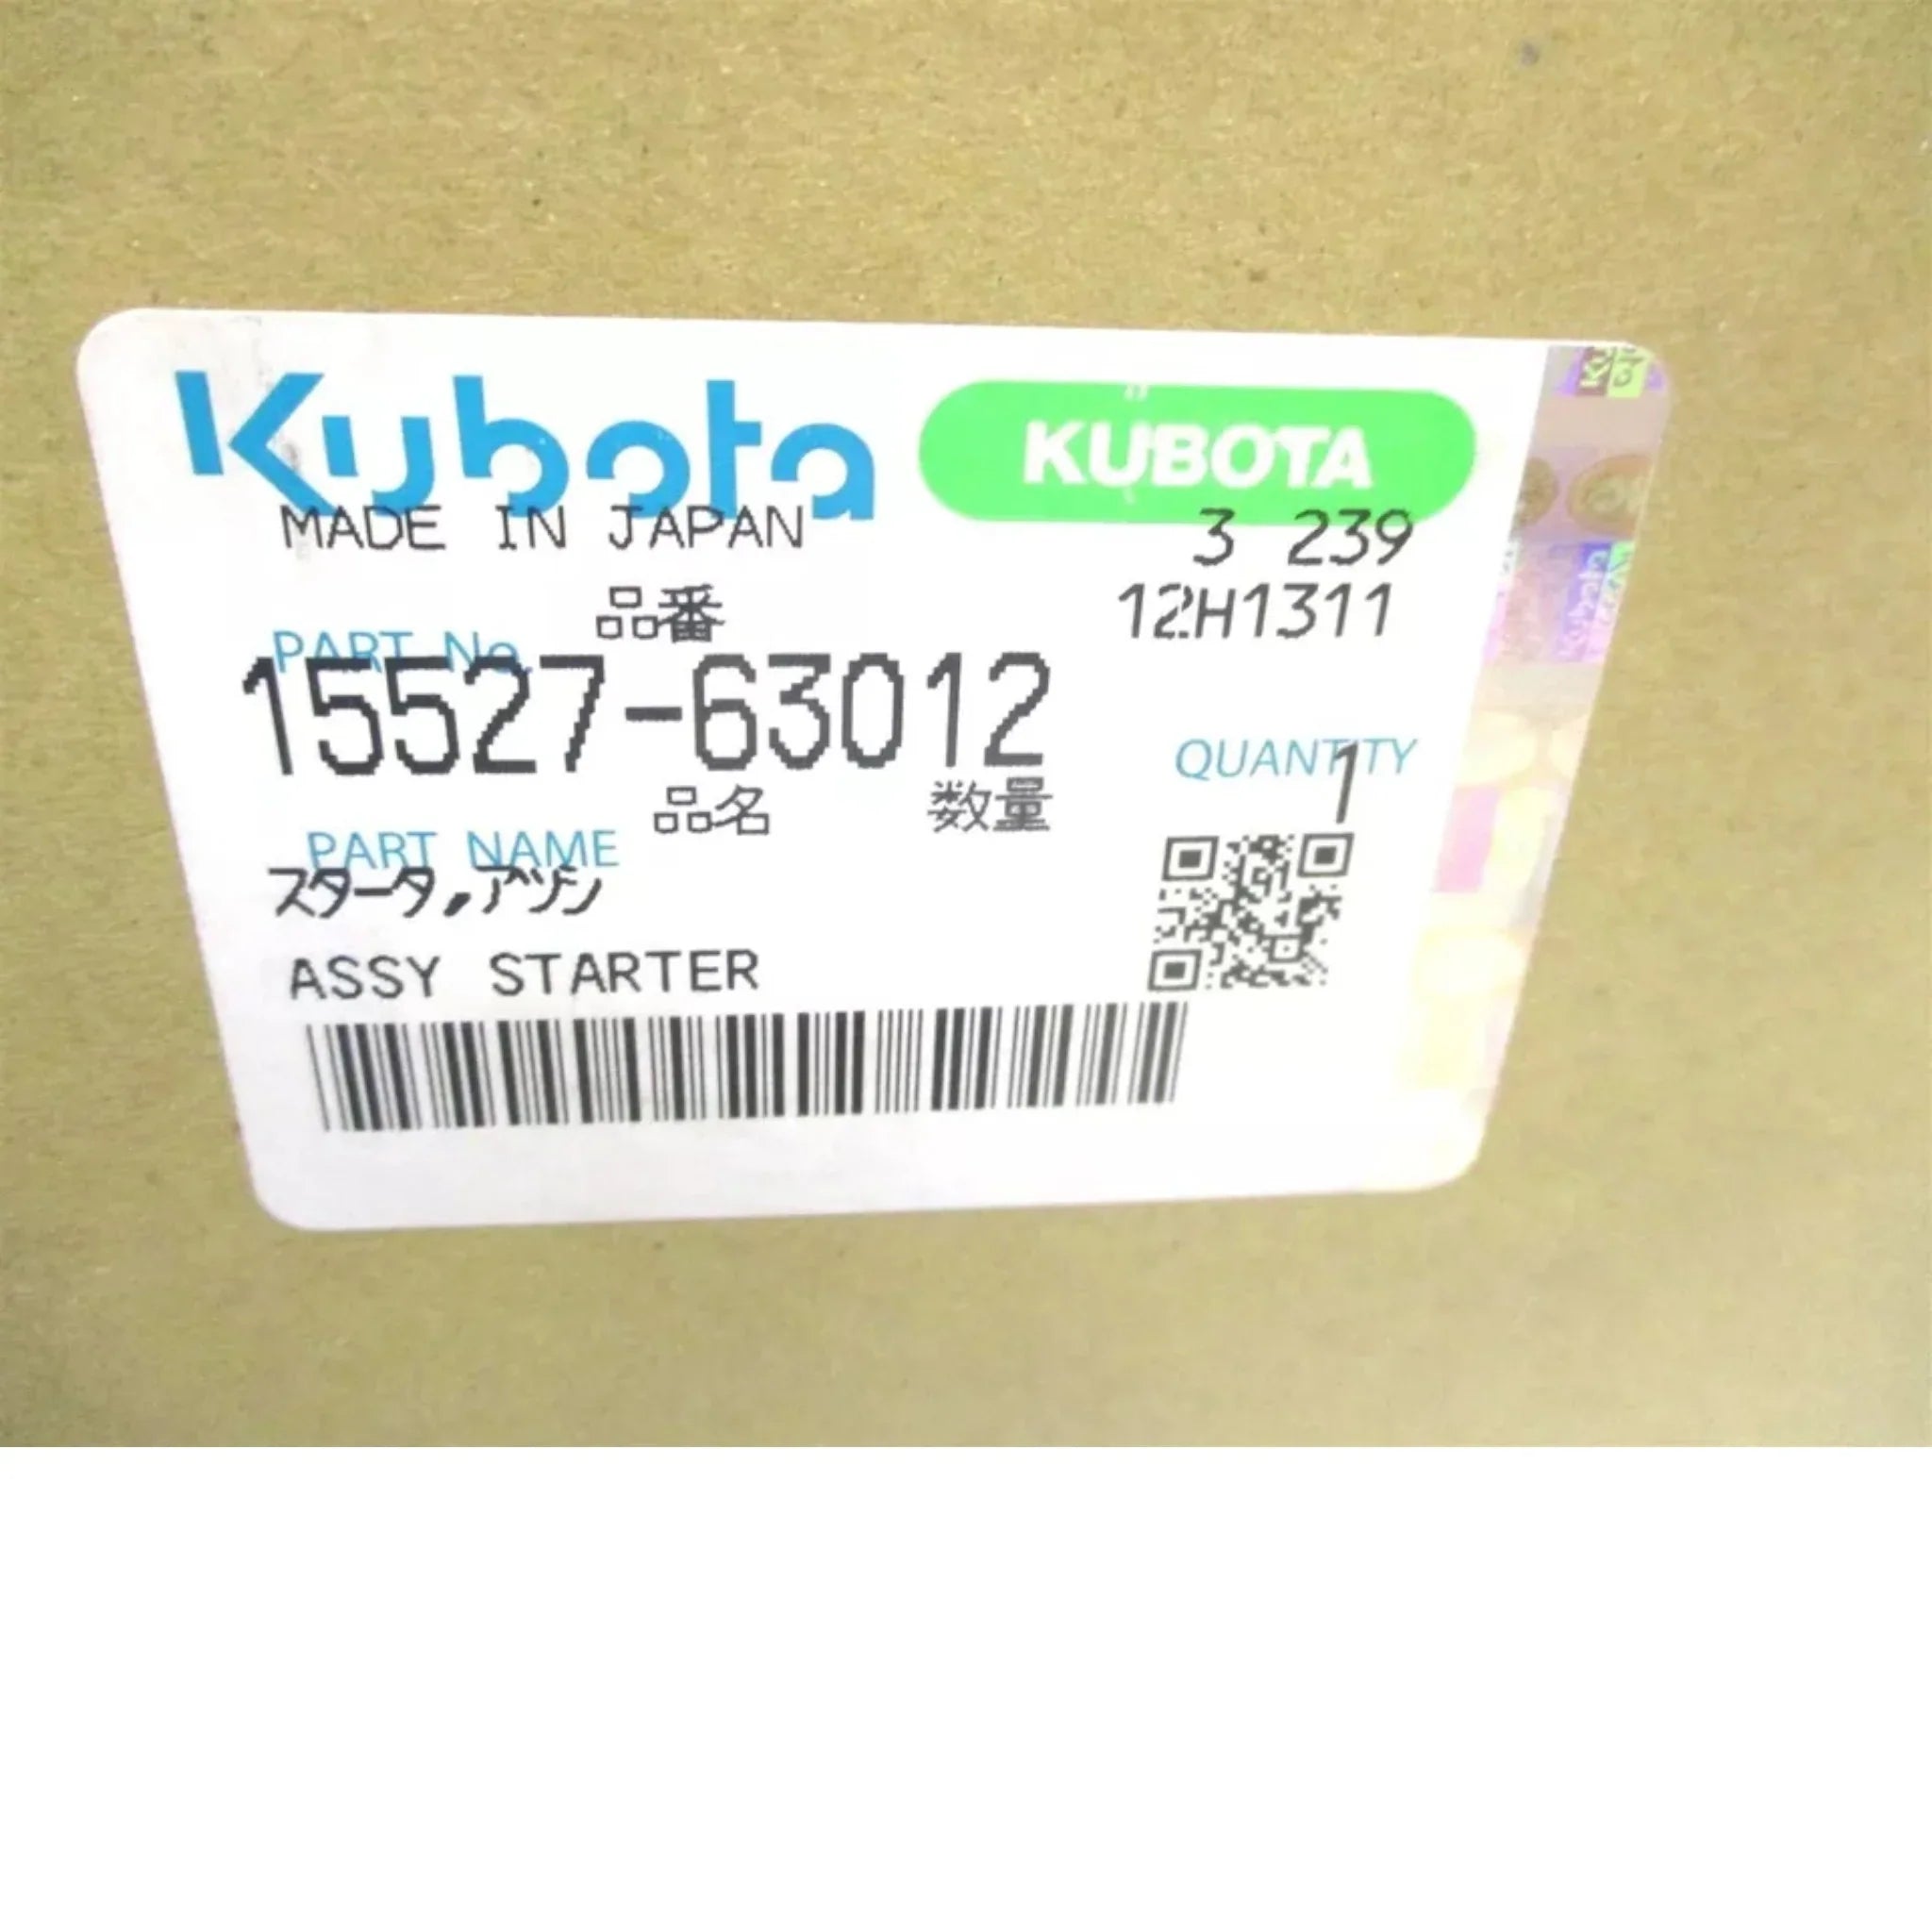 Kubota KUBOTA
MADE IN JAPAN 3 239
品番 12H1311
PART No.
15527-63012
QUANTITY
1
品名 数量
PART NAME
スタータ,アツシ
ASSY STARTER